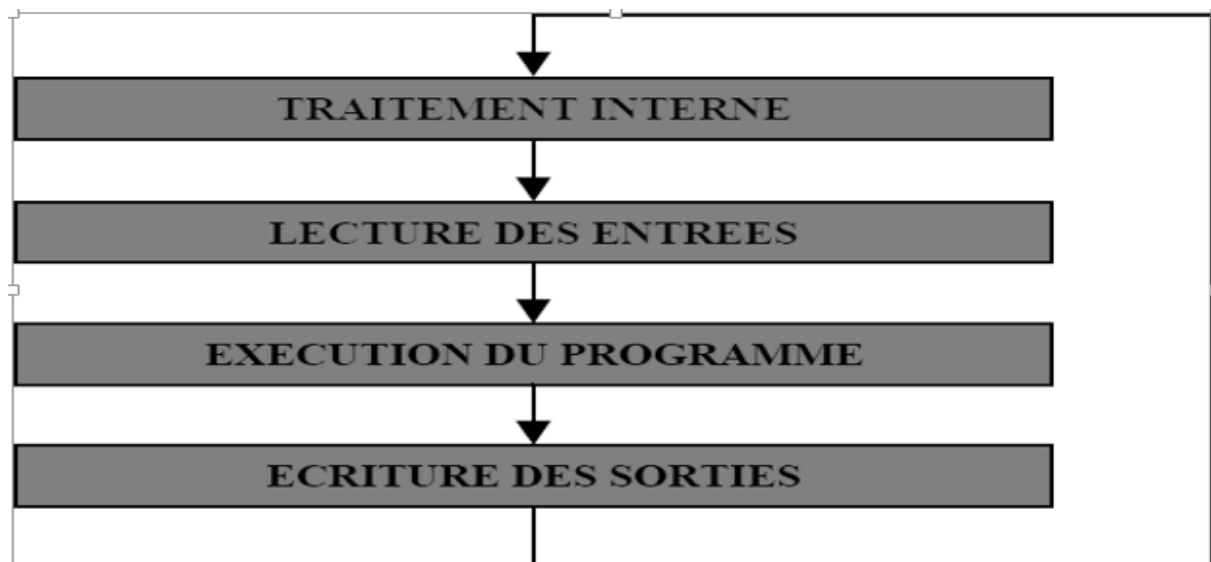 TRAITEMENT INTERNE
LECTURE DES ENTREES
EXECUTION DU PROGRAMME
ECRITURE DES SORTIES